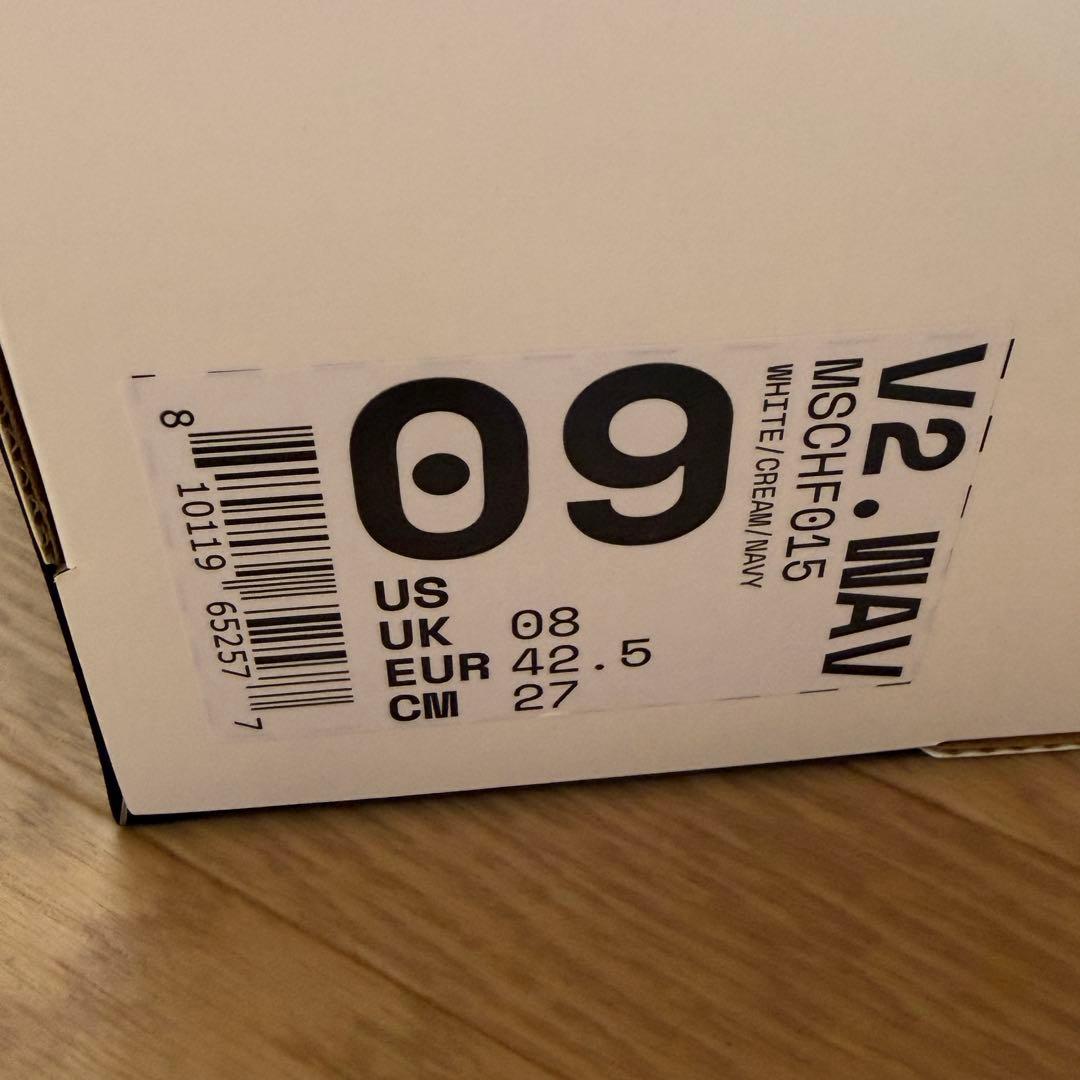 V2.WAV
MSCHF015
WHITE/CREAM/NAVY
09
US
UK 08
EUR 42.5
CM 27
8 10119 65257 7